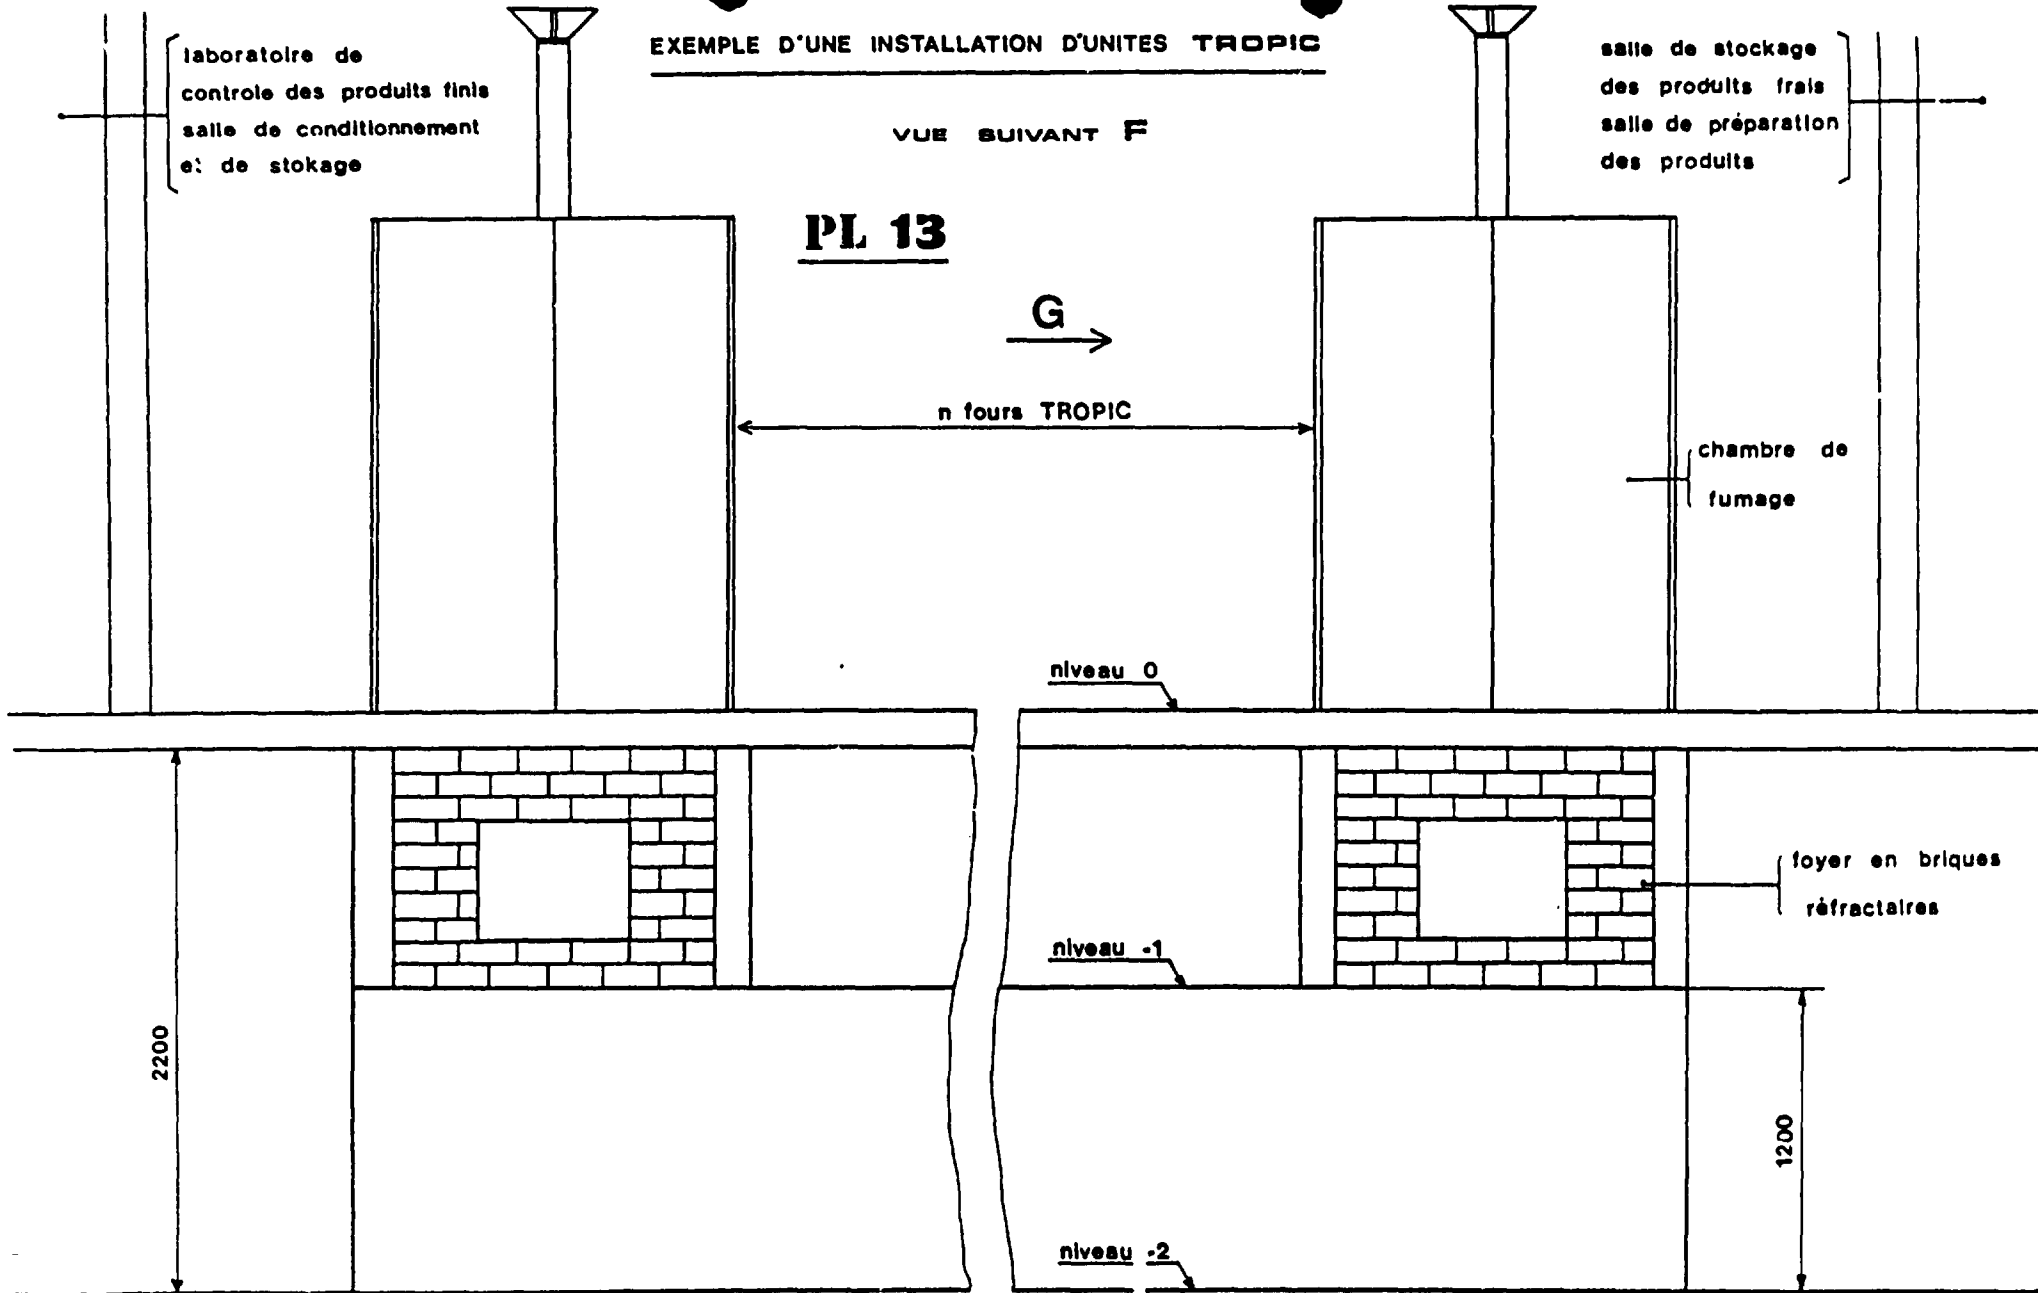 EXEMPLE D'UNE INSTALLATION D'UNITES TROPIC
VUE SUIVANT F
PL 13
laboratoire de
controle des produits finis
salle de conditionnement
et de stokage
salle de stockage
des produits frais
salle de préparation
des produits
G
n fours TROPIC
chambre de
fumage
niveau 0
foyer en briques
réfractaires
niveau -1
2200
1200
niveau -2